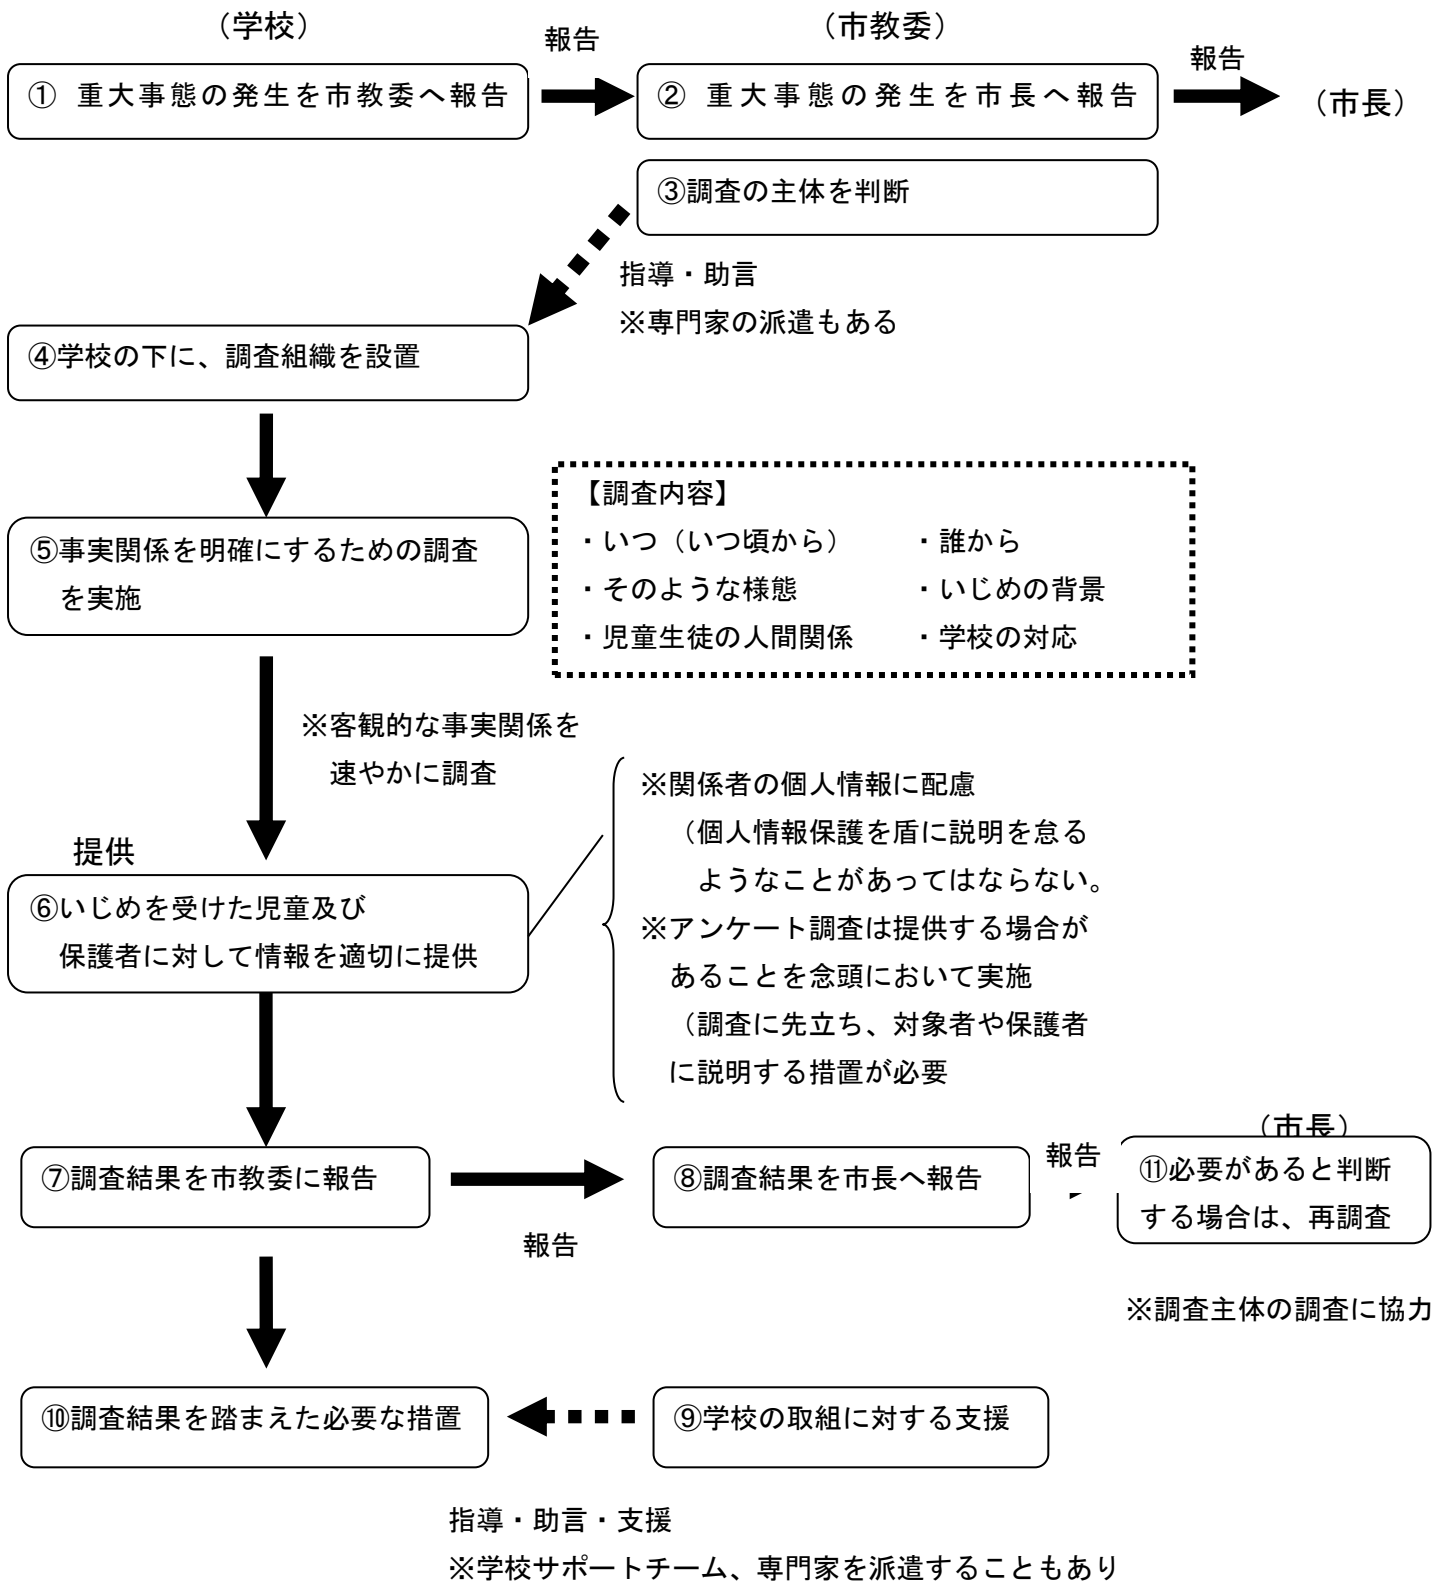 （学校）
（市教委）
報告
報告
① 重大事態の発生を市教委へ報告
② 重大事態の発生を市長へ報告
（市長）
③調査の主体を判断
指導・助言
※専門家の派遣もある
④学校の下に、調査組織を設置
【調査内容】
・いつ（いつ頃から）　・誰から
・そのような様態　・いじめの背景
・児童生徒の人間関係　・学校の対応
⑤事実関係を明確にするための調査
を実施
※客観的な事実関係を
速やかに調査
※関係者の個人情報に配慮
（個人情報保護を盾に説明を怠る
ようなことがあってはならない。
※アンケート調査は提供する場合が
あることを念頭において実施
（調査に先立ち、対象者や保護者
に説明する措置が必要
提供
⑥いじめを受けた児童及び
保護者に対して情報を適切に提供
（市長）
⑦調査結果を市教委に報告
報告
⑧調査結果を市長へ報告
報告
⑪必要があると判断
する場合は、再調査
※調査主体の調査に協力
⑩調査結果を踏まえた必要な措置
⑨学校の取組に対する支援
指導・助言・支援
※学校サポートチーム、専門家を派遣することもあり